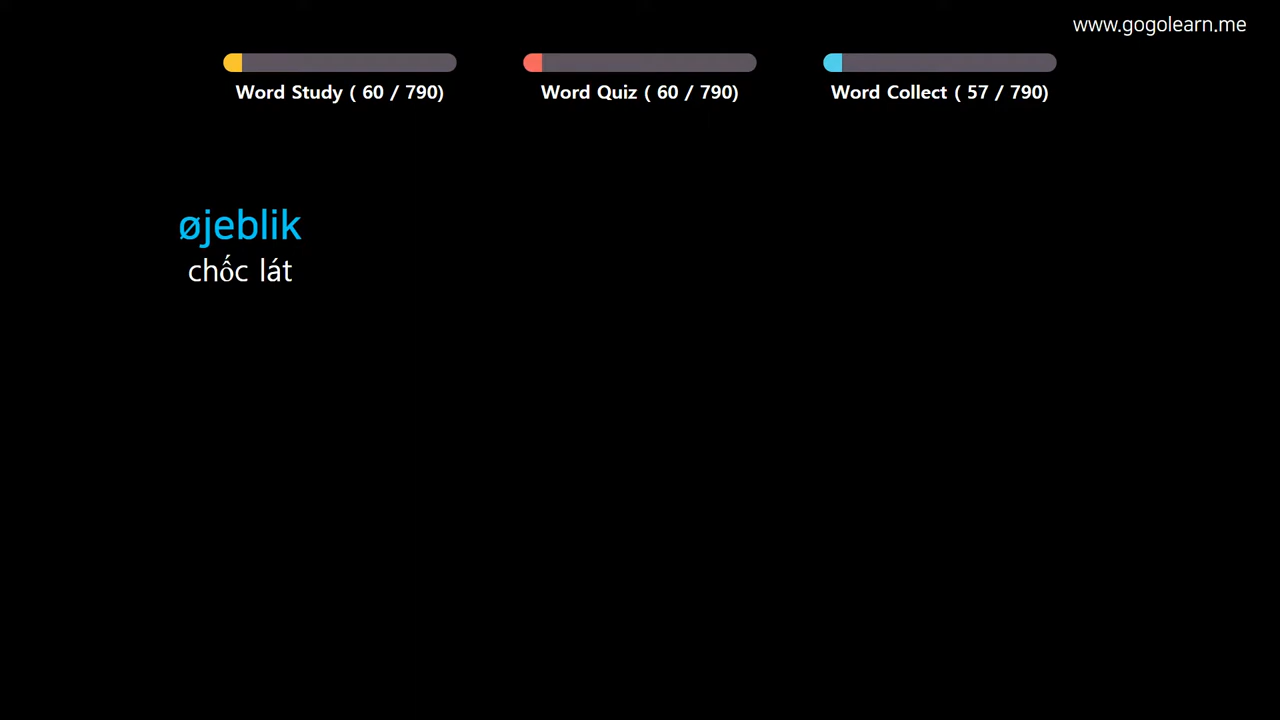 www.gogolearn.me
Word Study ( 60 / 790)
Word Quiz ( 60 / 790)
Word Collect ( 57 / 790)
øjeblik
chốc lát